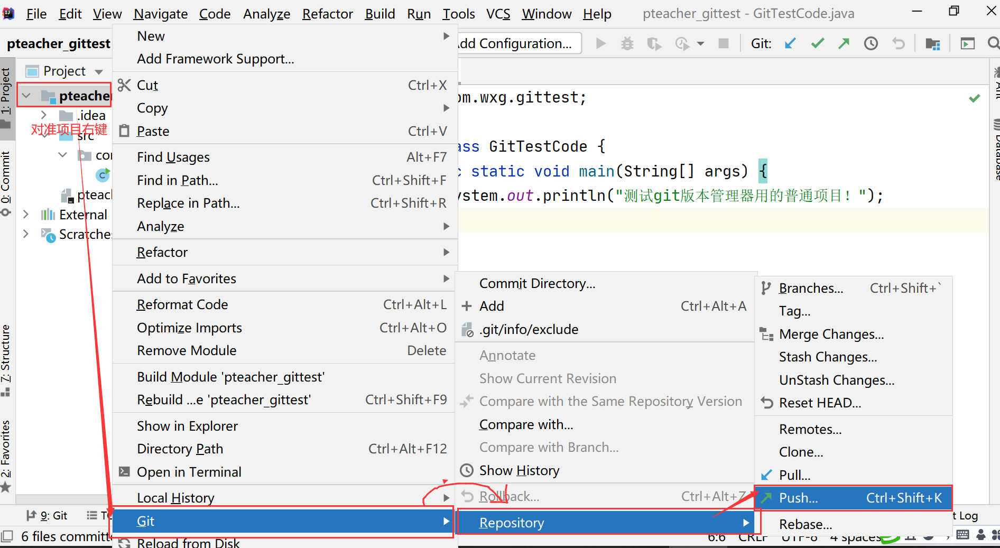 File Edit View Navigate Code Analyze Refactor Build Run Tools VCS Window Help pteacher_gittest - GitTestCode.java
pteacher_gittest
dd Configuration...
Git:
Project
1: Project
0: Commit
7: Structure
2: Favorites
Ant
Database
pteacher
.idea
对准项目右键
src
com
pteach
External
Scratches
New
Add Framework Support...
Cut Ctrl+X
Copy
Paste Ctrl+V
Find Usages Alt+F7
Find in Path... Ctrl+Shift+F
Replace in Path... Ctrl+Shift+R
Analyze
Refactor
Add to Favorites
Reformat Code Ctrl+Alt+L
Optimize Imports Ctrl+Alt+O
Remove Module Delete
Build Module 'pteacher_gittest'
Rebuild ...e 'pteacher_gittest' Ctrl+Shift+F9
Show in Explorer
Directory Path Ctrl+Alt+F12
Open in Terminal
Local History
Git
Reload from Disk
om.wxg.gittest;
ass GitTestCode {
c static void main(String[] args) {
ystem.out.println("测试git版本管理器用的普通项目！");
Commit Directory...
Add Ctrl+Alt+A
.git/info/exclude
Annotate
Show Current Revision
Compare with the Same Repository Version
Compare with...
Compare with Branch...
Show History
Rollback... Ctrl+Alt+Z
Repository
Branches... Ctrl+Shift+`
Tag...
Merge Changes...
Stash Changes...
UnStash Changes...
Reset HEAD...
Remotes...
Clone...
Pull...
Push... Ctrl+Shift+K
Rebase...
9: Git
TO
t Log
6 files committe
6:6 CRLF UTF-8 4 spaces